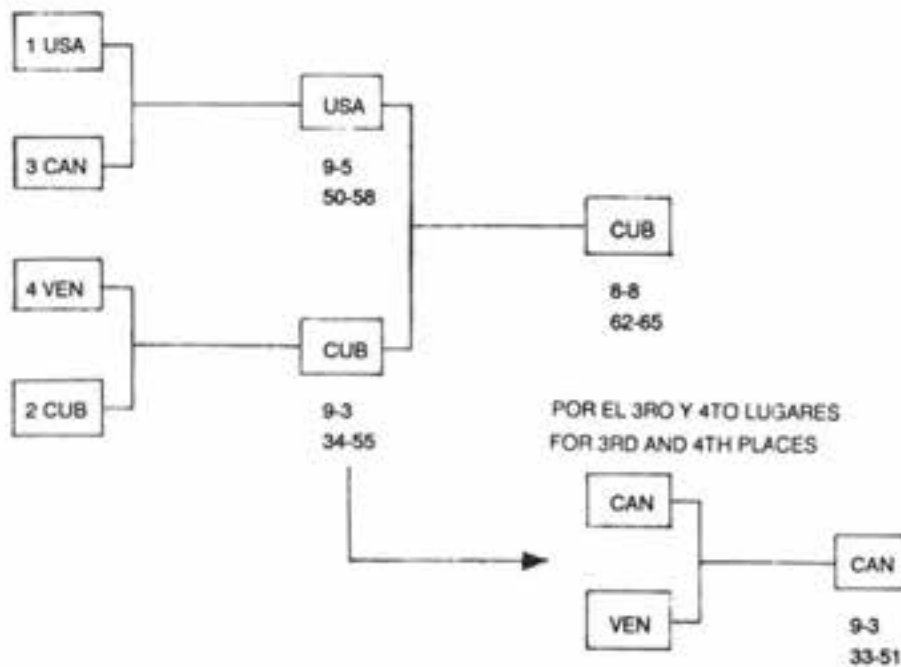 1 USA
3 CAN
USA
9-5
50-58
4 VEN
2 CUB
CUB
9-3
34-55
CUB
8-8
62-65
POR EL 3RO Y 4TO LUGARES
FOR 3RD AND 4TH PLACES
CAN
VEN
CAN
9-3
33-51